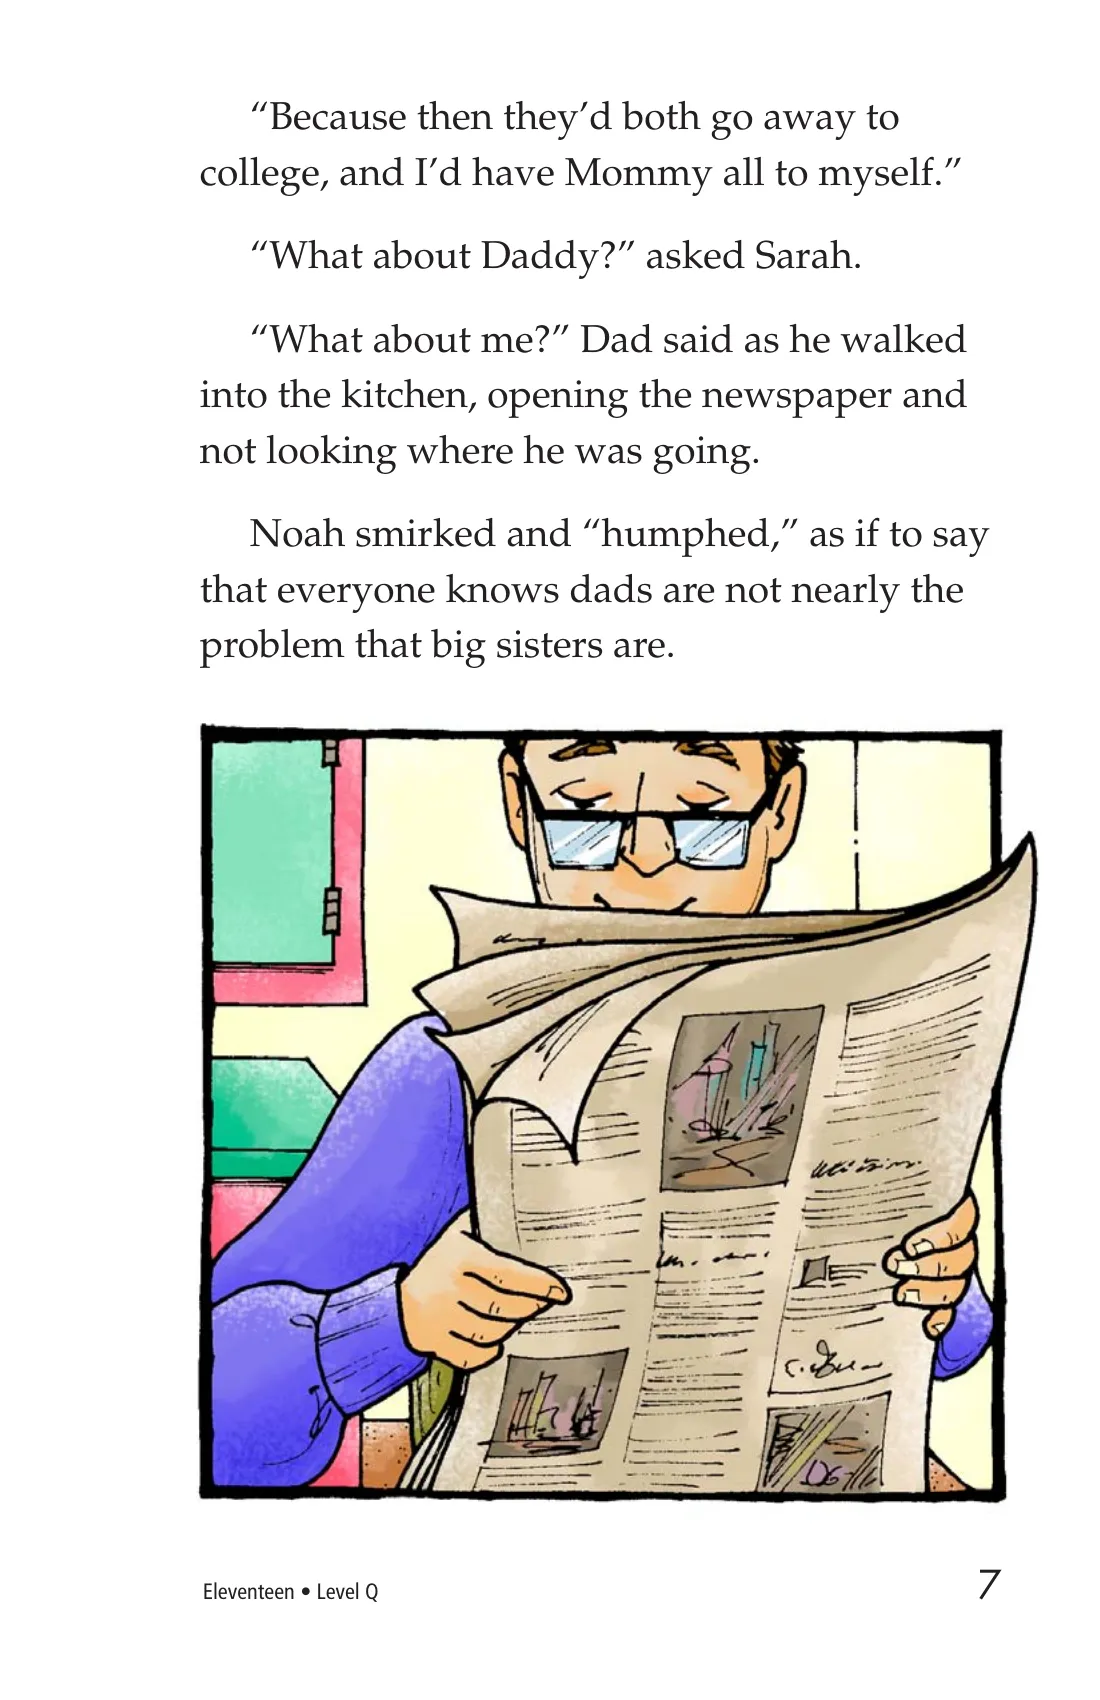 “Because then they’d both go away to
college, and I’d have Mommy all to myself.”
“What about Daddy?” asked Sarah.
“What about me?” Dad said as he walked
into the kitchen, opening the newspaper and
not looking where he was going.
Noah smirked and “humphed,” as if to say
that everyone knows dads are not nearly the
problem that big sisters are.
Eleventeen • Level Q
7